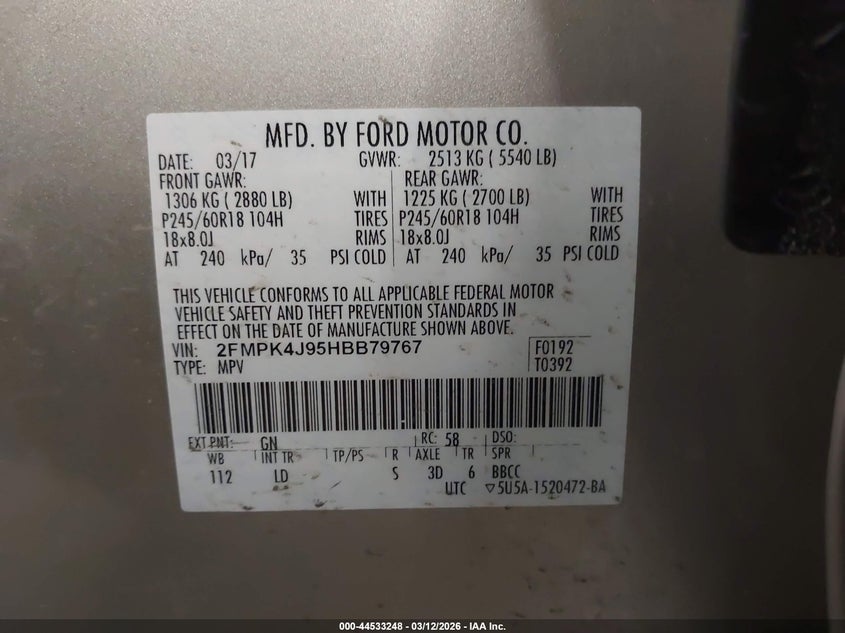 MFD. BY FORD MOTOR CO.
DATE: 03/17 GVWR: 2513 KG ( 5540 LB)
FRONT GAWR: REAR GAWR:
1306 KG ( 2880 LB) WITH 1225 KG ( 2700 LB) WITH
P245/60R18 104H TIRES P245/60R18 104H TIRES
18x8.0J RIMS 18x8.0J RIMS
AT 240 kPa/ 35 PSI COLD AT 240 kPa/ 35 PSI COLD
THIS VEHICLE CONFORMS TO ALL APPLICABLE FEDERAL MOTOR
VEHICLE SAFETY AND THEFT PREVENTION STANDARDS IN
EFFECT ON THE DATE OF MANUFACTURE SHOWN ABOVE.
VIN: 2FMPK4J95HBB79767 F0192
TYPE: MPV T0392
EXT PNT: GN RC: 58 DSO:
WB INT TR TP/PS R AXLE TR SPR
112 LD S 3D 6 BBCC
UTC ▽5U5A-1520472-BA
000-44533248 - 03/12/2026 - IAA Inc.